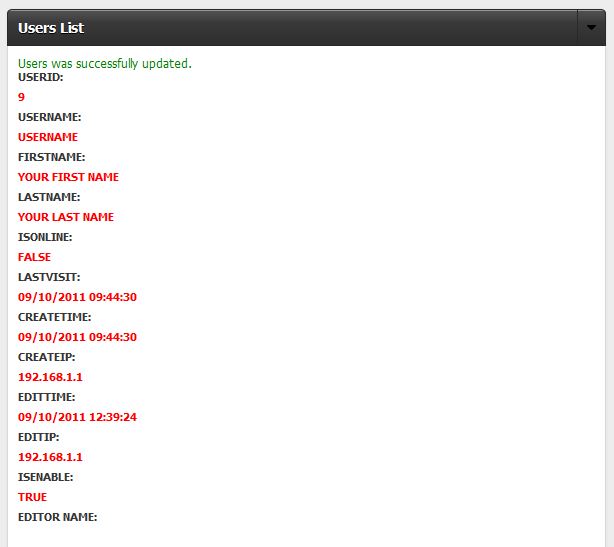 Users List
Users was successfully updated.
USERID:
9
USERNAME:
USERNAME
FIRSTNAME:
YOUR FIRST NAME
LASTNAME:
YOUR LAST NAME
ISONLINE:
FALSE
LASTVISIT:
09/10/2011 09:44:30
CREATETIME:
09/10/2011 09:44:30
CREATEIP:
192.168.1.1
EDITTIME:
09/10/2011 12:39:24
EDITIP:
192.168.1.1
ISENABLE:
TRUE
EDITOR NAME: